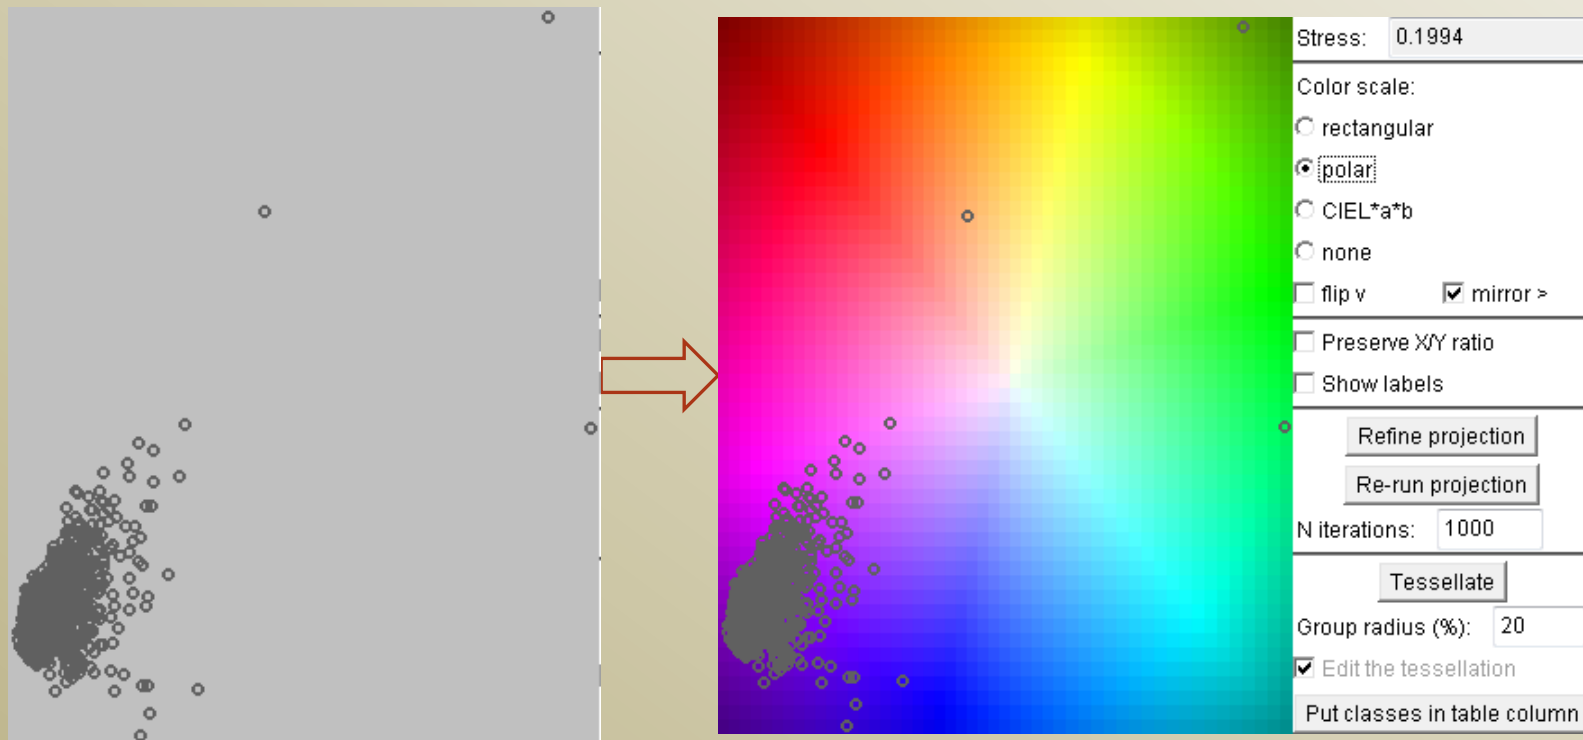 Stress: 0.1994
Color scale:
rectangular
polar
CIEL*a*b
none
flip v mirror >
Preserve X/Y ratio
Show labels
Refine projection
Re-run projection
N iterations: 1000
Tessellate
Group radius (%): 20
Edit the tessellation
Put classes in table column